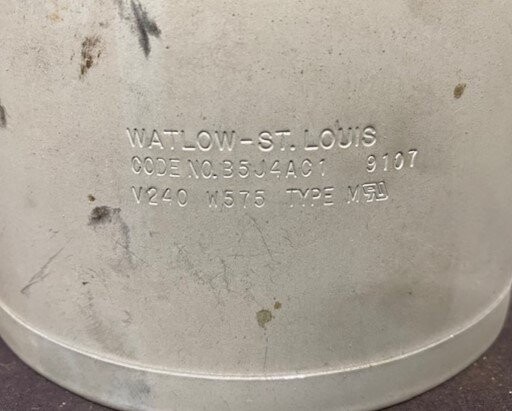 WATLOW-ST. LOUIS
CODE NO. B5J4AC1 9107
V240 W575 TYPE M